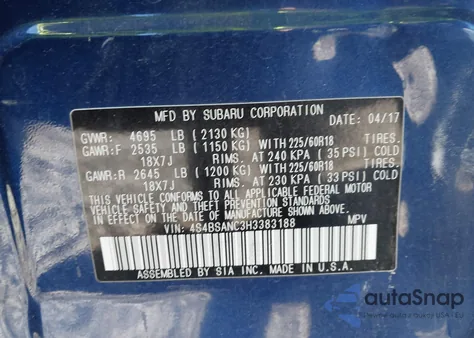 MFD. BY SUBARU CORPORATION DATE: 04/17
GVWR: 4695 LB (2130 KG)
GAWR:F 2535 LB (1150 KG) WITH 225/60R18 TIRES.
18X7J RIMS. AT 240 KPA (35 PSI) COLD
GAWR:R 2645 LB (1200 KG) WITH 225/60R18 TIRES.
18X7J RIMS. AT 230 KPA (33 PSI) COLD
THIS VEHICLE CONFORMS TO ALL APPLICABLE FEDERAL MOTOR
VEHICLE SAFETY AND THEFT PREVENTION STANDARDS
IN EFFECT ON THE DATE OF MANUFACTURE SHOWN ABOVE.
VIN: 4S4BSANC3H3383188 MPV
ASSEMBLED BY SIA INC. MADE IN U.S.A.
autoSnap